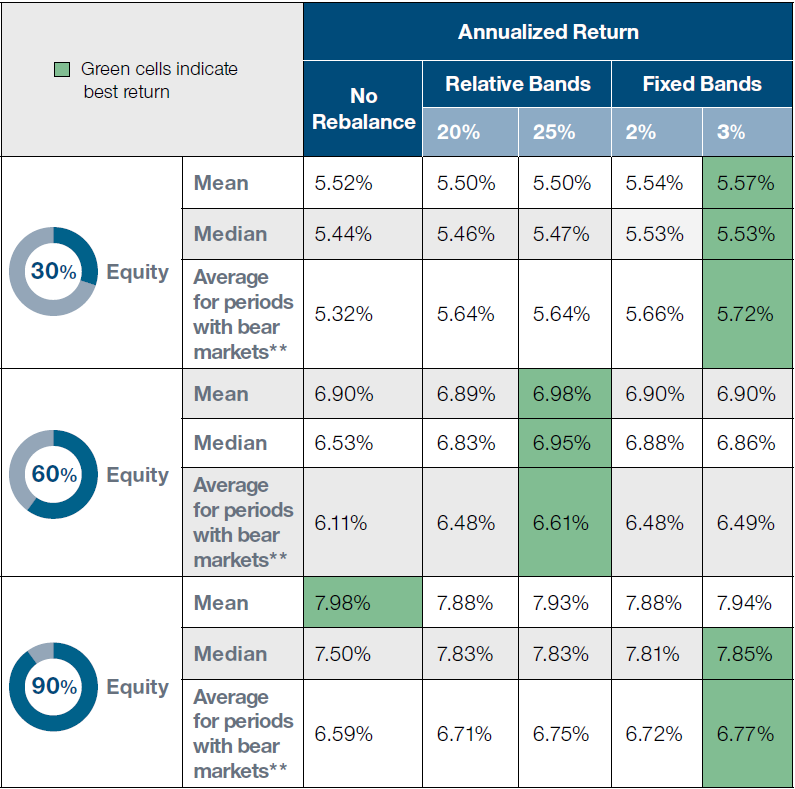 Annualized Return
Green cells indicate
best return
No
Rebalance
Relative Bands
Fixed Bands
20%
25%
2%
3%
30% Equity
Mean
5.52%
5.50%
5.50%
5.54%
5.57%
Median
5.44%
5.46%
5.47%
5.53%
5.53%
Average
for periods
with bear
markets**
5.32%
5.64%
5.64%
5.66%
5.72%
60% Equity
Mean
6.90%
6.89%
6.98%
6.90%
6.90%
Median
6.53%
6.83%
6.95%
6.88%
6.86%
Average
for periods
with bear
markets**
6.11%
6.48%
6.61%
6.48%
6.49%
90% Equity
Mean
7.98%
7.88%
7.93%
7.88%
7.94%
Median
7.50%
7.83%
7.83%
7.81%
7.85%
Average
for periods
with bear
markets**
6.59%
6.71%
6.75%
6.72%
6.77%